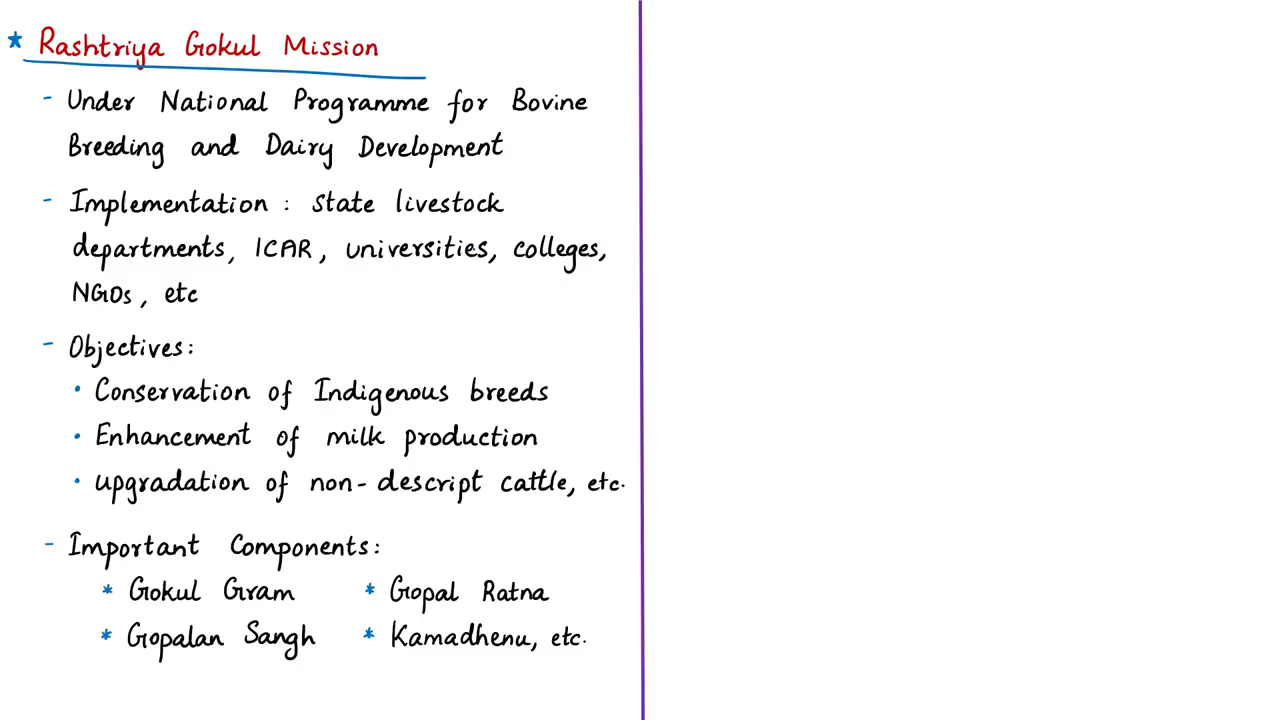 * Rashtriya Gokul Mission
- Under National Programme for Bovine
Breeding and Dairy Development
- Implementation : state livestock
departments, ICAR, universities, colleges,
NGOs, etc
- Objectives:
• Conservation of Indigenous breeds
• Enhancement of milk production
• upgradation of non-descript cattle, etc.
- Important Components:
* Gokul Gram * Gopal Ratna
* Gopalan Sangh * Kamadhenu, etc.